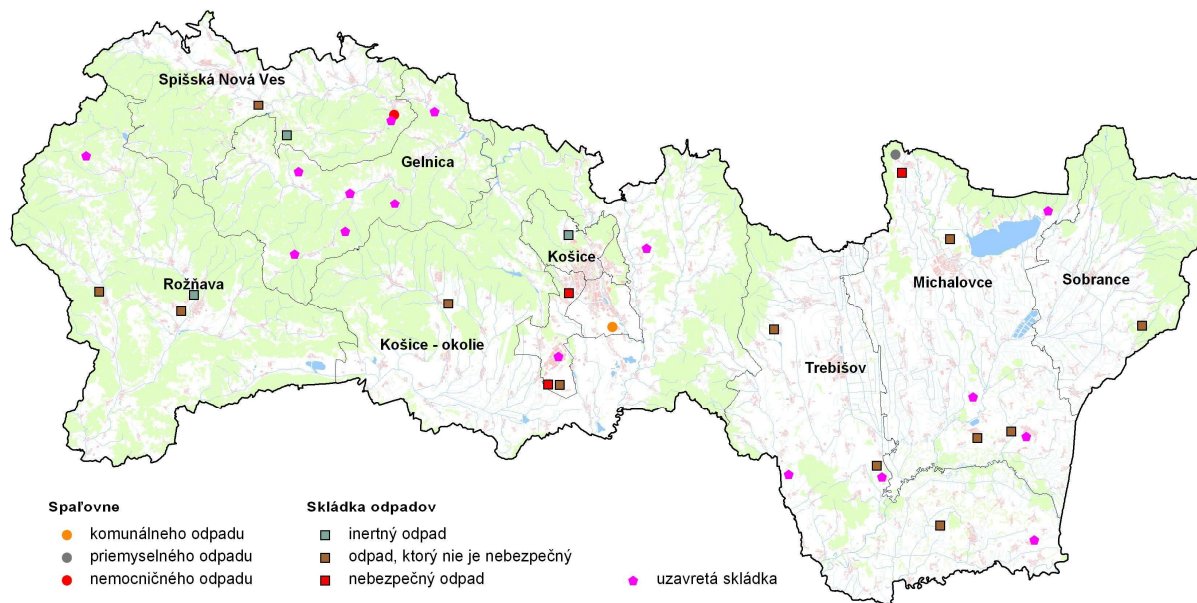 Spišská Nová Ves
Gelnica
Košice
Rožňava
Michalovce
Sobrance
Košice - okolie
Trebišov
Spaľovne
komunálneho odpadu
priemyselného odpadu
nemocničného odpadu
Skládka odpadov
inertný odpad
odpad, ktorý nie je nebezpečný
nebezpečný odpad
uzavretá skládka